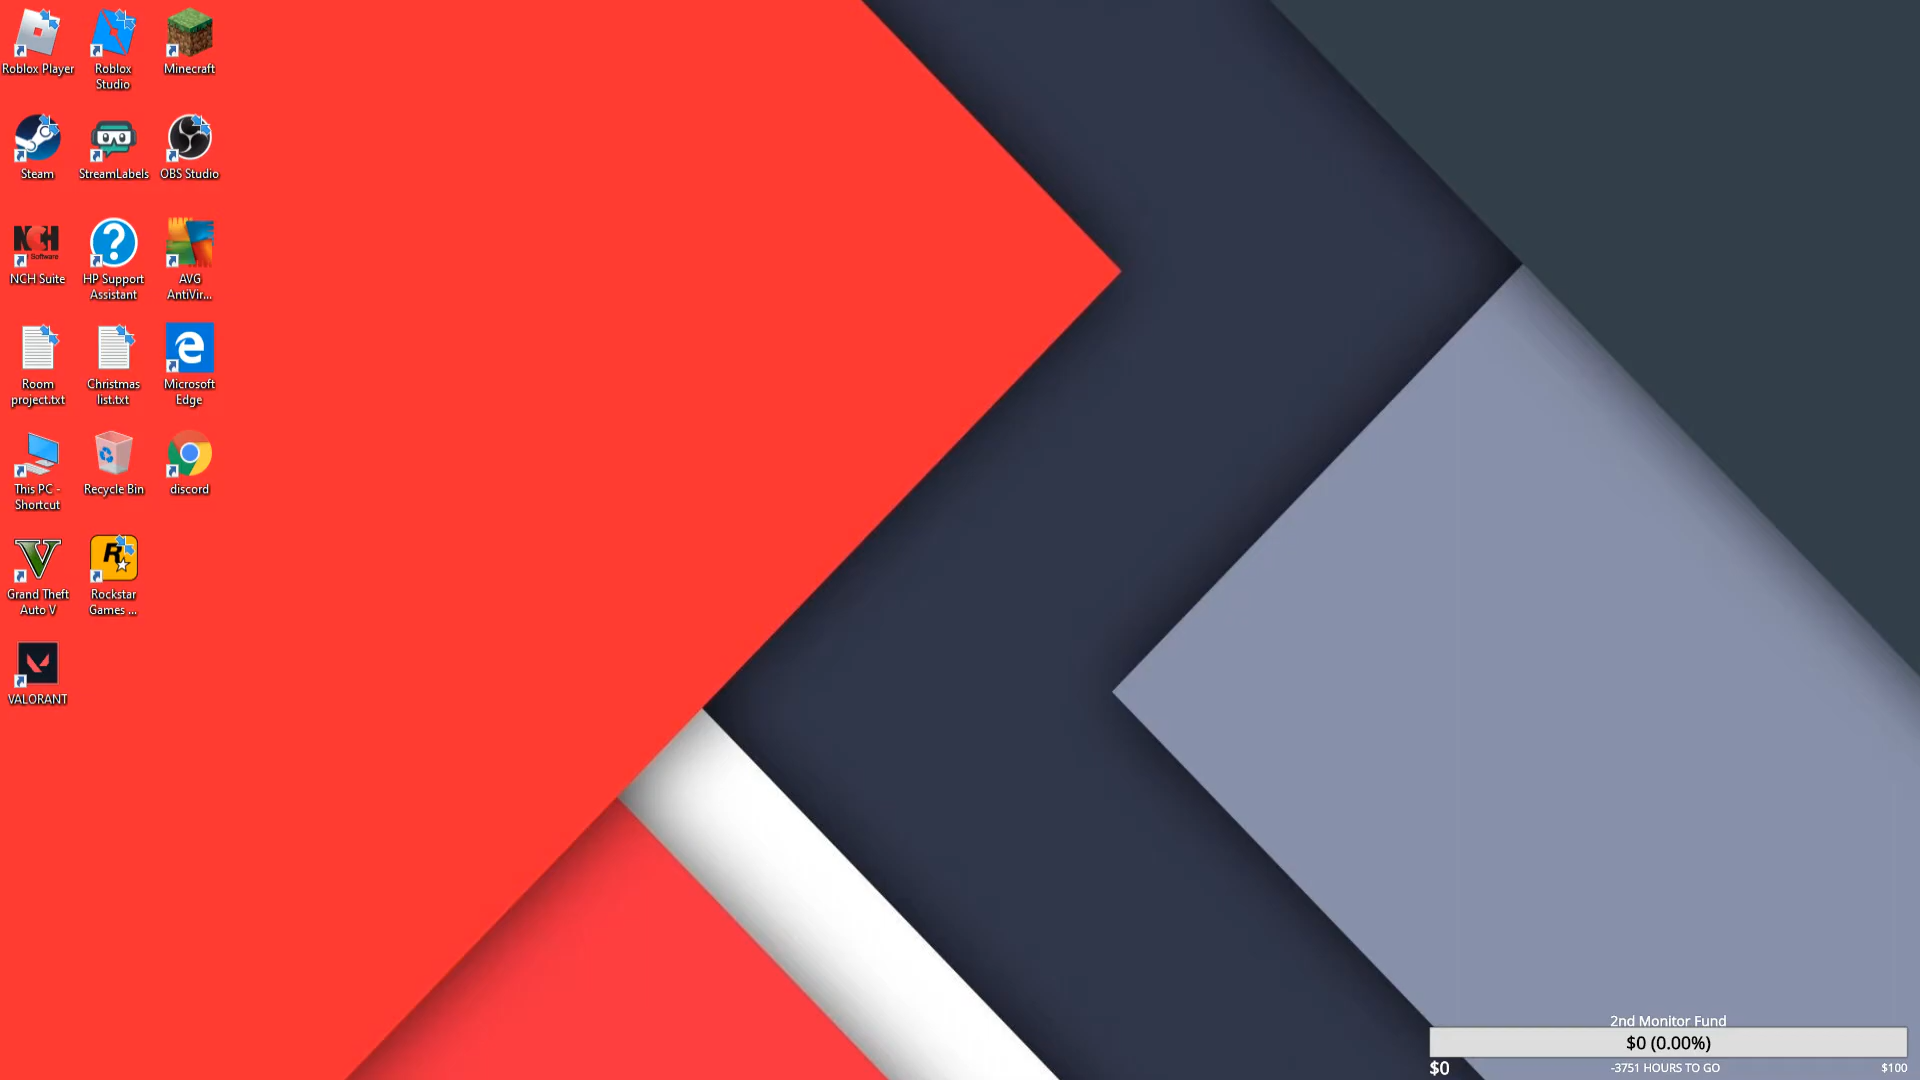 Roblox Player
Roblox
Studio
Minecraft
Steam
StreamLabels
OBS Studio
NCH
Software
NCH Suite
HP Support
Assistant
AVG
AntiVir...
Room
project.txt
Christmas
list.txt
Microsoft
Edge
This PC -
Shortcut
Recycle Bin
discord
Grand Theft
Auto V
R
Rockstar
Games ...
VALORANT
2nd Monitor Fund
$0 (0.00%)
$0
-3751 HOURS TO GO
$100